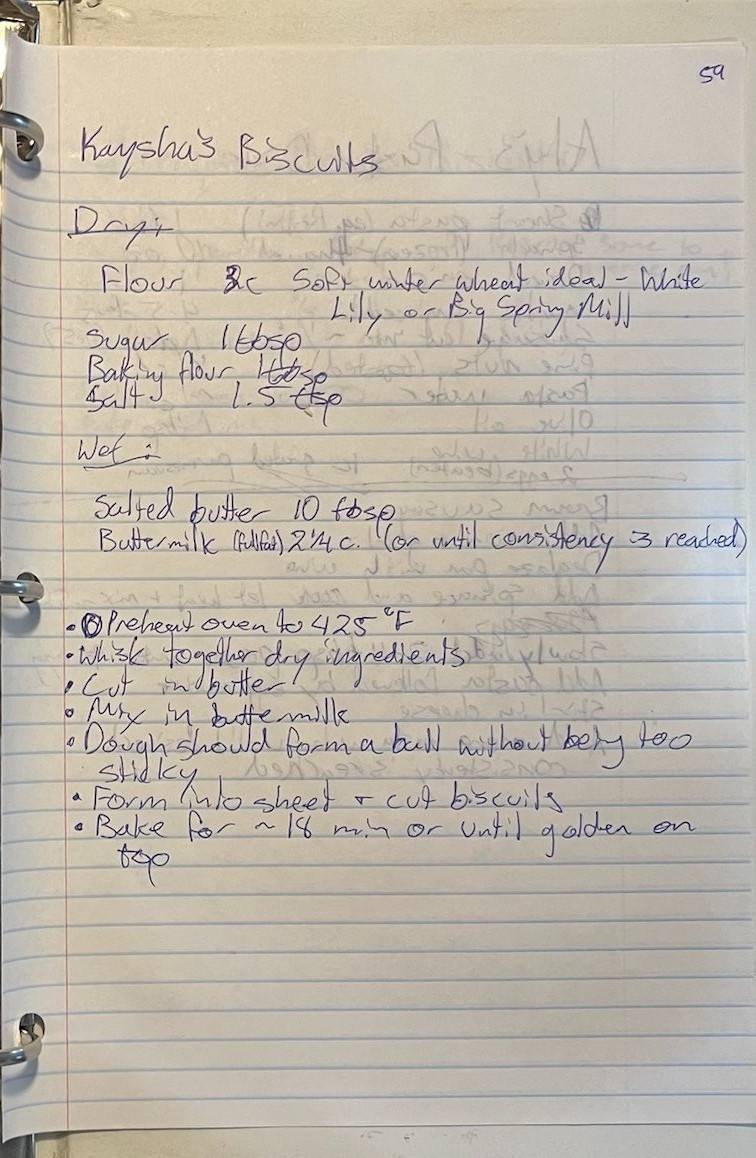 59
Kaysha's Biscuits
Dry:
Flour 3c Soft winter wheat ideal - White
Lily or Big Spring Mill
Sugar 1 tbsp
Baking flour 1 tbsp
Salt 1.5 tsp
Wet:
Salted butter 10 tbsp
Buttermilk (full fat) 2 1/4 c. (or until consistency is reached)
• Preheat oven to 425 °F
• Whisk together dry ingredients
• Cut in butter
• Mix in buttermilk
• Dough should form a ball without being too
sticky
• Form into sheet + cut biscuits
• Bake for ~ 18 min or until golden on
top